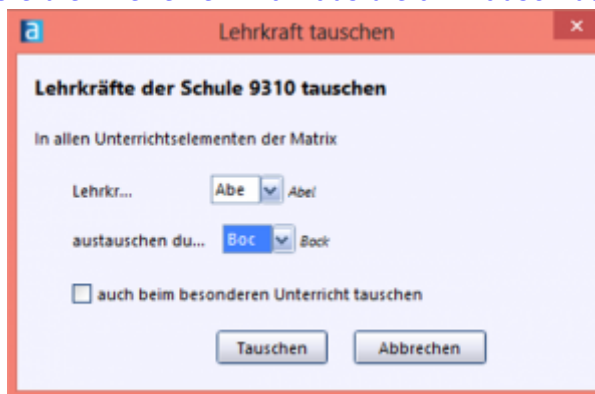 a Lehrkraft tauschen x
Lehrkräfte der Schule 9310 tauschen
In allen Unterrichtselementen der Matrix
Lehrkr... Abe Abel
austauschen du... Boc Bock
auch beim besonderen Unterricht tauschen
Tauschen Abbrechen